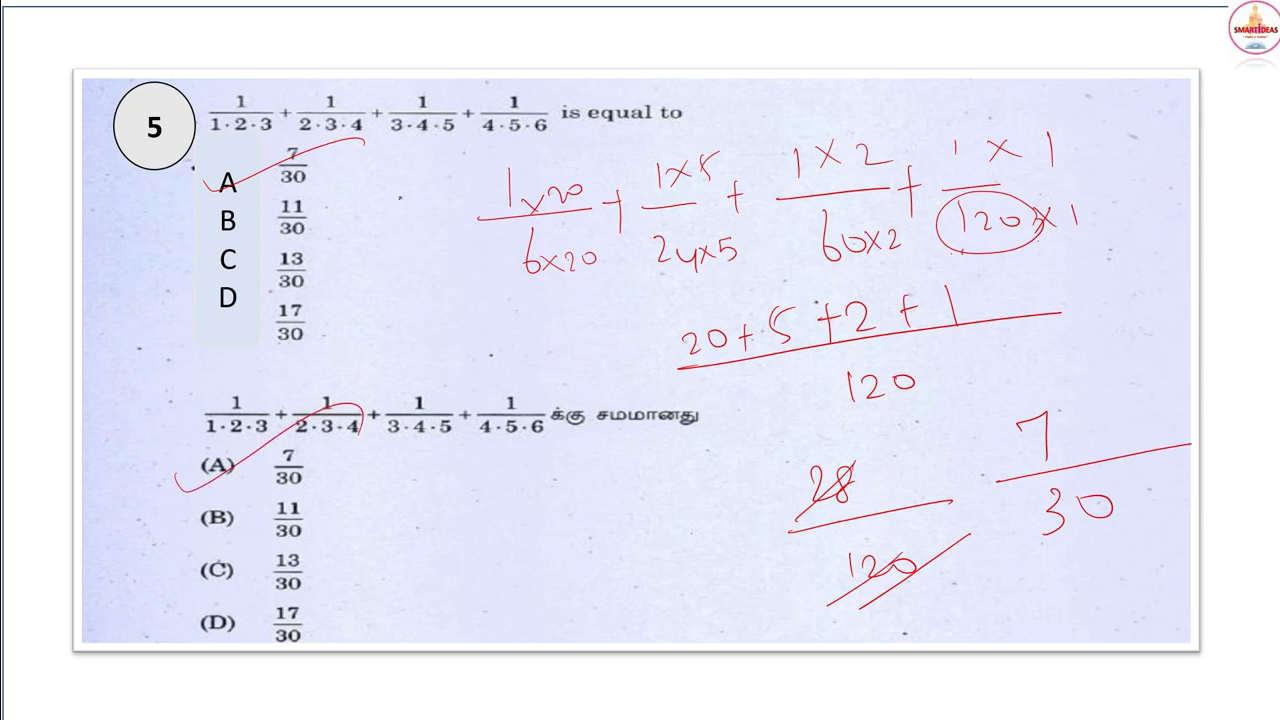 SMARTIDEAS
5
1/(1·2·3) + 1/(2·3·4) + 1/(3·4·5) + 1/(4·5·6) is equal to
A 7/30
B 11/30
C 13/30
D 17/30
(1×20)/(6×20) + (1×5)/(24×5) + (1×2)/(60×2) + (1×1)/(120×1)
(20+5+2+1)/120
28/120
7/30
1/(1·2·3) + 1/(2·3·4) + 1/(3·4·5) + 1/(4·5·6) க்கு சமமானது
(A) 7/30
(B) 11/30
(C) 13/30
(D) 17/30